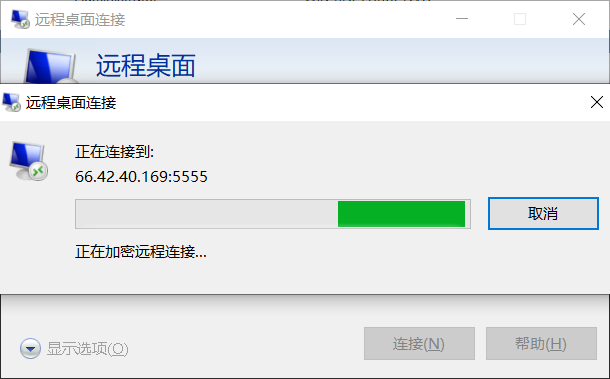 远程桌面连接
远程桌面
远程桌面连接
正在连接到:
66.42.40.169:5555
取消
正在加密远程连接...
显示选项(O)
连接(N)
帮助(H)